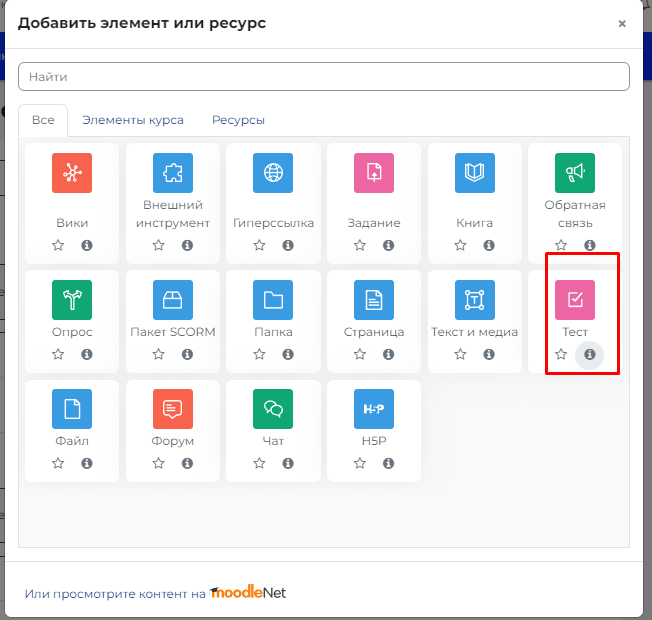 Добавить элемент или ресурс
×
Найти
Все Элементы курса Ресурсы
Вики
Внешний
инструмент
Гиперссылка
Задание
Книга
Обратная
связь
Опрос
Пакет SCORM
Папка
Страница
Текст и медиа
Тест
Файл
Форум
Чат
H5P
H5P
Или просмотрите контент на moodleNet